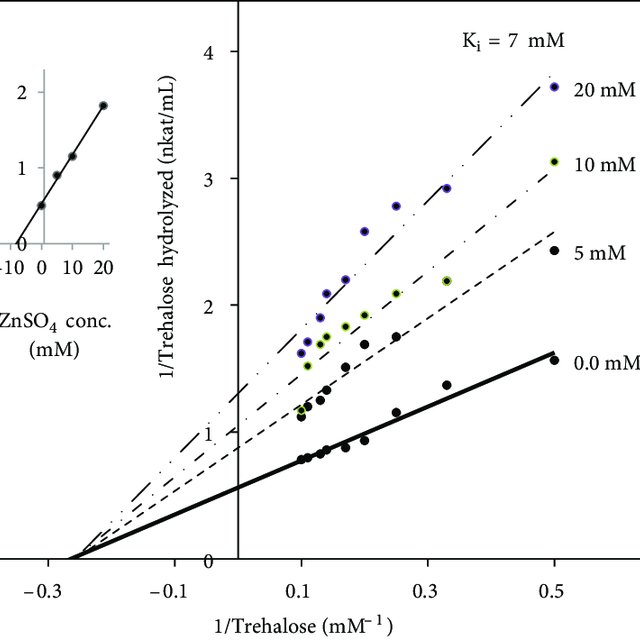 4
3
2
1
0
1/Trehalose hydrolyzed (nkat/mL)
Kᵢ = 7 mM
20 mM
10 mM
5 mM
0.0 mM
−0.3 −0.1 0.1 0.3 0.5
1/Trehalose (mM⁻¹)
2
1
0
-10 0 10 20
ZnSO₄ conc.
(mM)